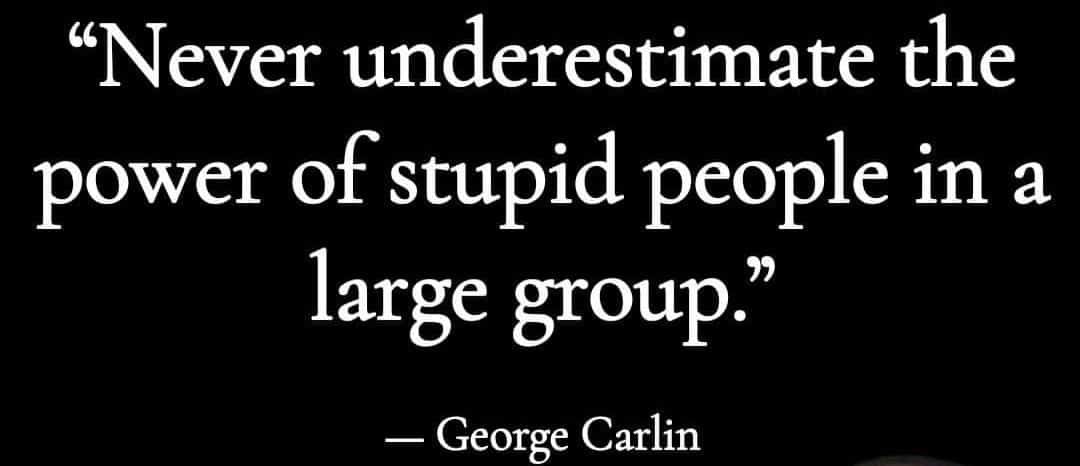 “Never underestimate the
power of stupid people in a
large group.”
— George Carlin